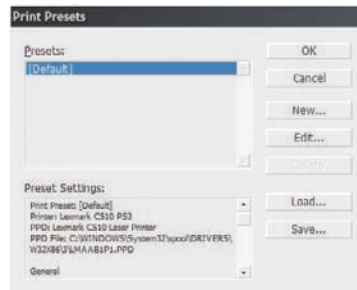 Print Presets
Presets:
[Default]
OK
Cancel
New...
Edit...
Delete
Load...
Save...
Preset Settings:
Print Preset: [Default]
Printer: Lexmark C510 PS3
PPD: Lexmark C510 Laser Printer
PPD File: C:\WINDOWS\System32\spool\DRIVERS\
W32X86\3\LMAAB1P1.PPD
General